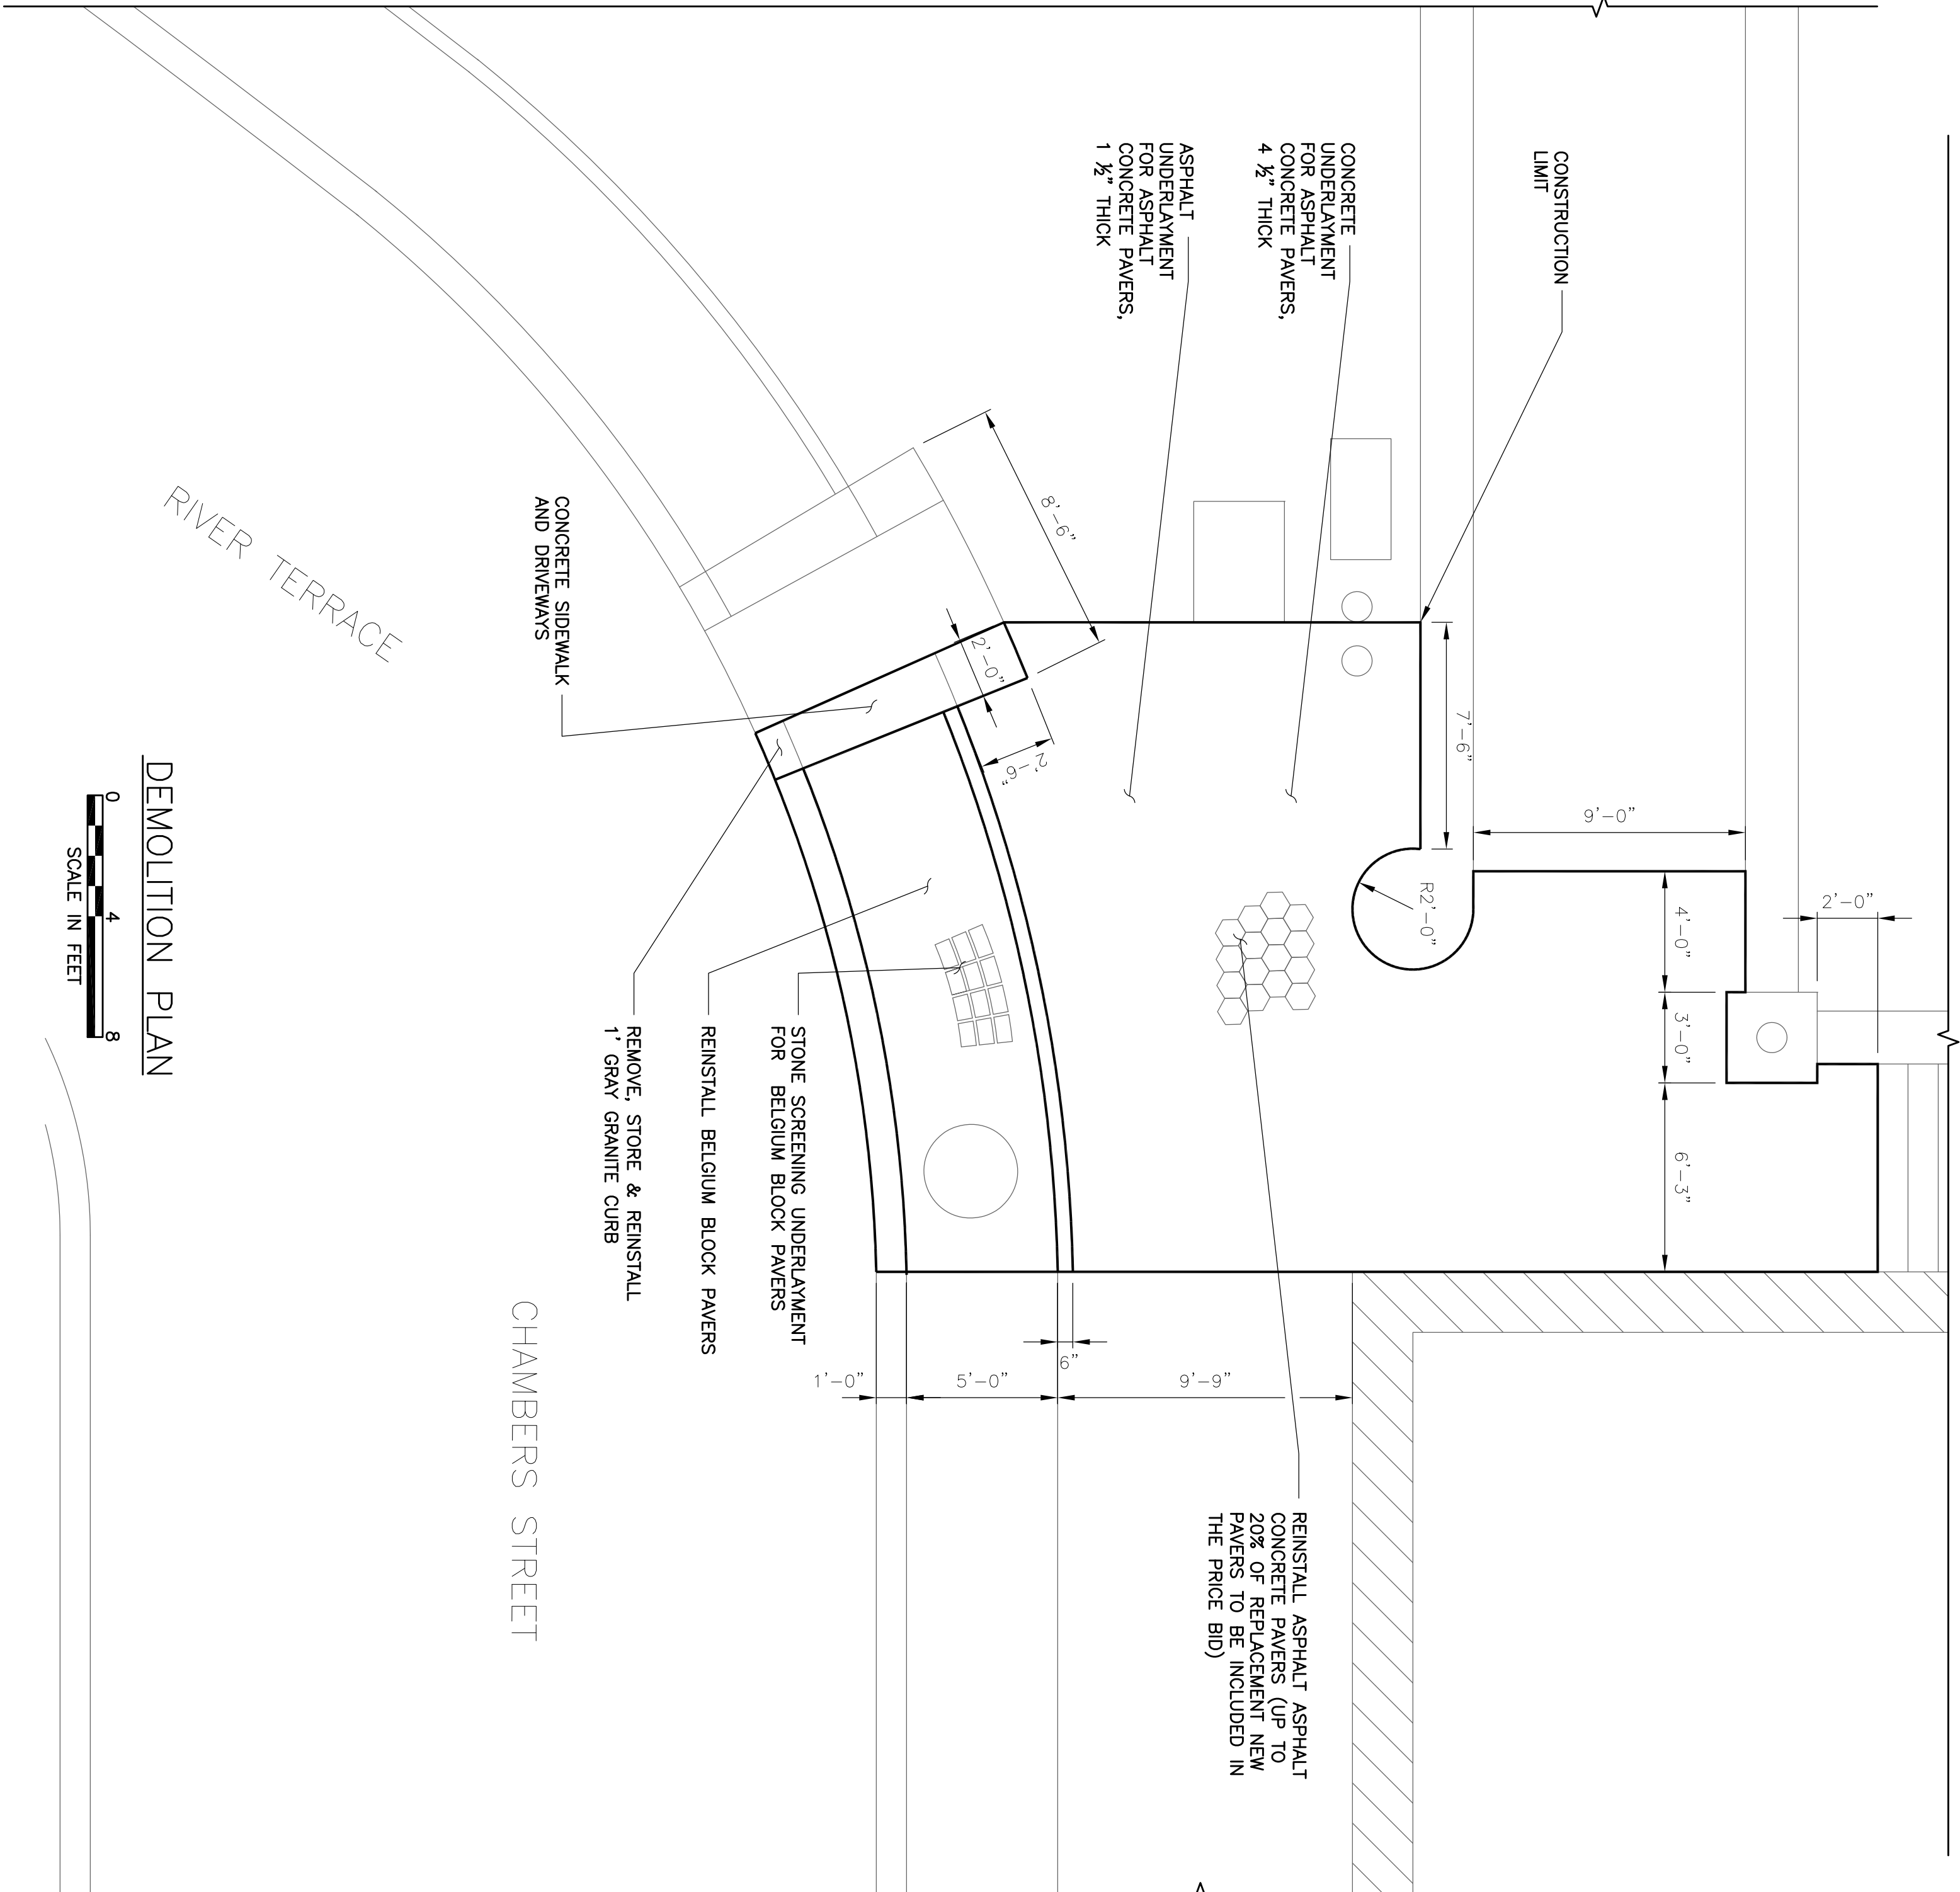 CONSTRUCTION
LIMIT
CONCRETE
UNDERLAYMENT
FOR ASPHALT
CONCRETE PAVERS,
4 ½" THICK
ASPHALT
UNDERLAYMENT
FOR ASPHALT
CONCRETE PAVERS,
1 ½" THICK
8'-6"
2'-0"
2'-6"
7'-6"
9'-0"
R2'-0"
4'-0"
2'-0"
3'-0"
6'-3"
CONCRETE SIDEWALK
AND DRIVEWAYS
RIVER TERRACE
STONE SCREENING UNDERLAYMENT
FOR BELGIUM BLOCK PAVERS
REINSTALL BELGIUM BLOCK PAVERS
REMOVE, STORE & REINSTALL
1' GRAY GRANITE CURB
6"
1'-0"
5'-0"
9'-9"
REINSTALL ASPHALT ASPHALT
CONCRETE PAVERS (UP TO
20% OF REPLACEMENT NEW
PAVERS TO BE INCLUDED IN
THE PRICE BID)
CHAMBERS STREET
DEMOLITION PLAN
0 4 8
SCALE IN FEET